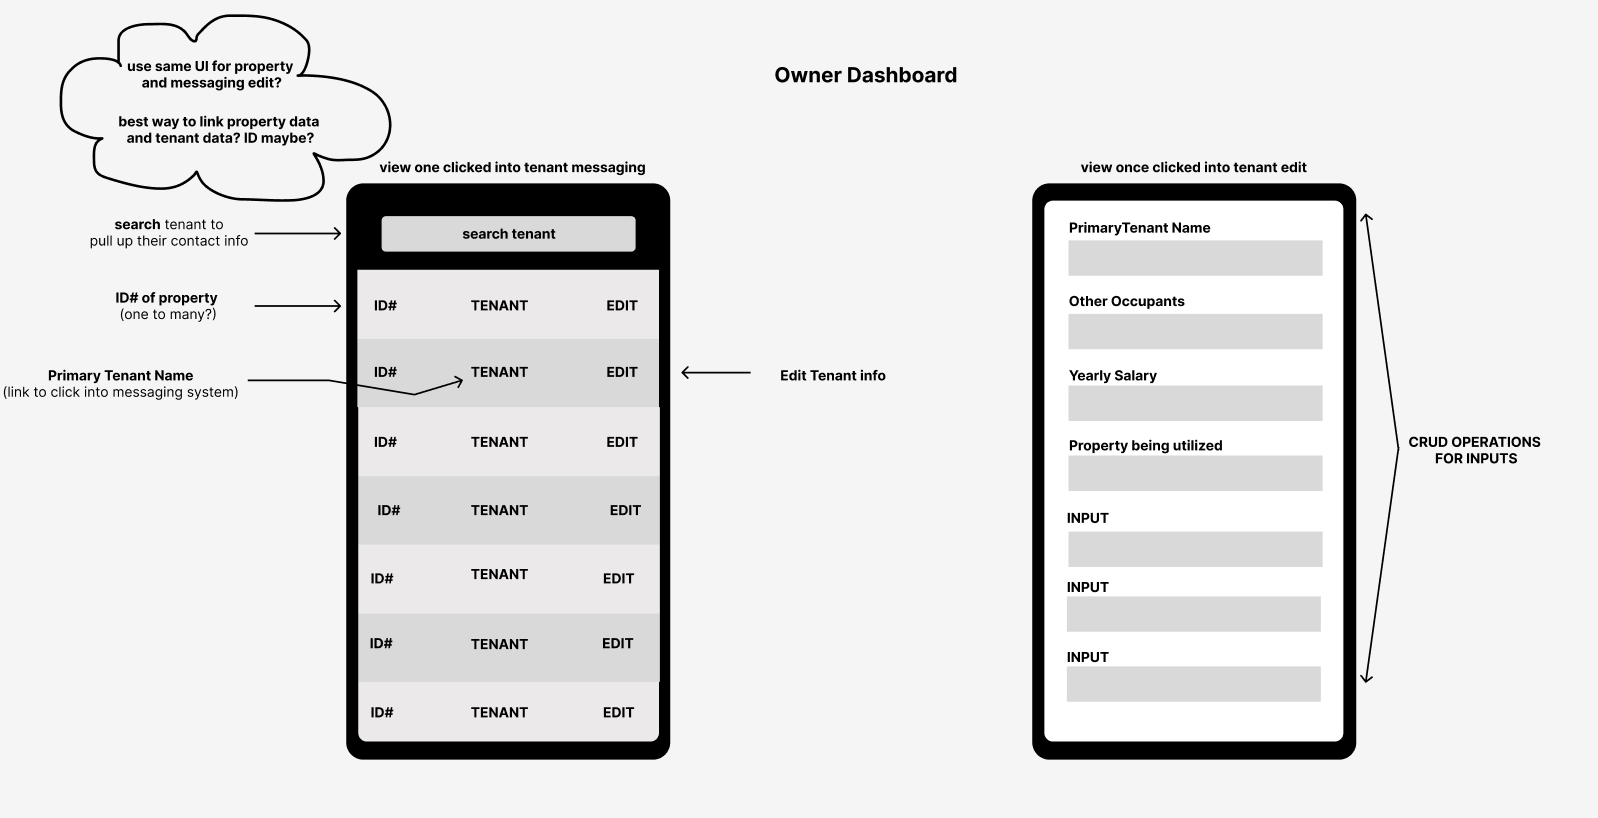 Owner Dashboard
use same UI for property
and messaging edit?
best way to link property data
and tenant data? ID maybe?
view one clicked into tenant messaging
search tenant to
pull up their contact info
search tenant
ID# of property
(one to many?)
ID# TENANT EDIT
Primary Tenant Name
(link to click into messaging system)
ID# TENANT EDIT
Edit Tenant info
ID# TENANT EDIT
ID# TENANT EDIT
ID# TENANT EDIT
ID# TENANT EDIT
ID# TENANT EDIT
view once clicked into tenant edit
PrimaryTenant Name
Other Occupants
Yearly Salary
Property being utilized
INPUT
INPUT
INPUT
CRUD OPERATIONS
FOR INPUTS